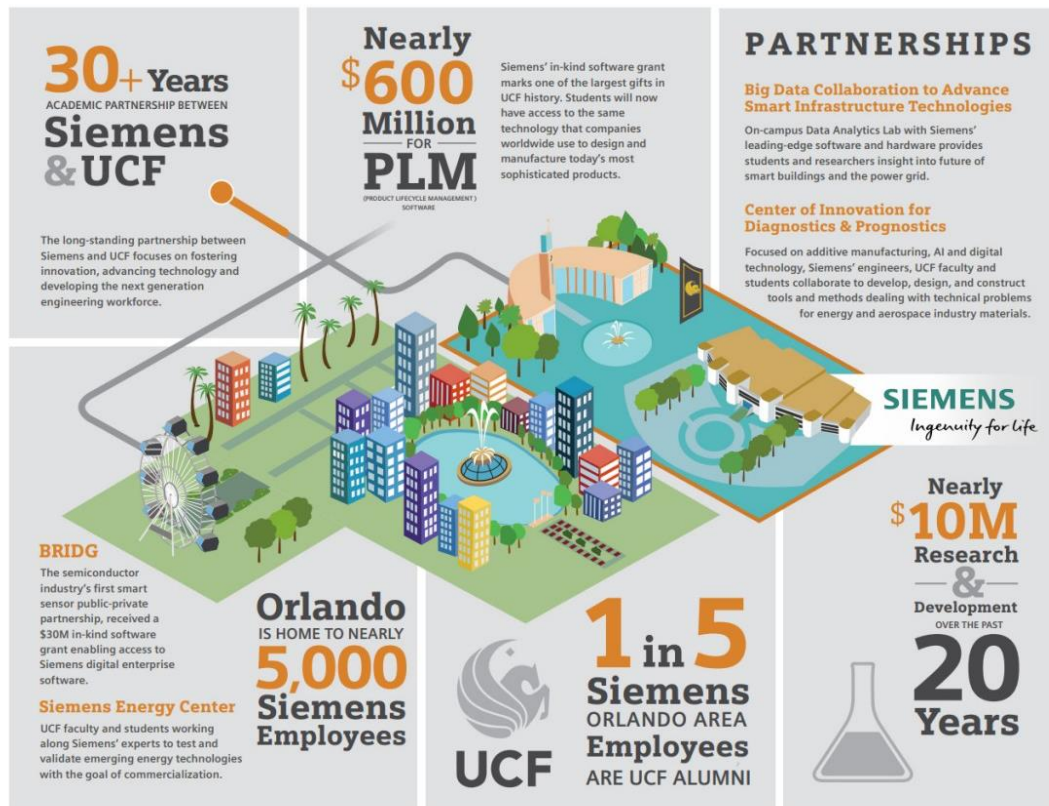 30+ Years
ACADEMIC PARTNERSHIP BETWEEN
Siemens
& UCF
The long-standing partnership between
Siemens and UCF focuses on fostering
innovation, advancing technology and
developing the next generation
engineering workforce.
Nearly
$600
Million
FOR
PLM
(PRODUCT LIFECYCLE MANAGEMENT)
SOFTWARE
Siemens' in-kind software grant
marks one of the largest gifts in
UCF history. Students will now
have access to the same
technology that companies
worldwide use to design and
manufacture today's most
sophisticated products.
PARTNERSHIPS
Big Data Collaboration to Advance
Smart Infrastructure Technologies
On-campus Data Analytics Lab with Siemens'
leading-edge software and hardware provides
students and researchers insight into future of
smart buildings and the power grid.
Center of Innovation for
Diagnostics & Prognostics
Focused on additive manufacturing, AI and digital
technology, Siemens' engineers, UCF faculty and
students collaborate to develop, design, and construct
tools and methods dealing with technical problems
for energy and aerospace industry materials.
SIEMENS
Ingenuity for life
BRIDG
The semiconductor
industry's first smart
sensor public-private
partnership, received a
$30M in-kind software
grant enabling access to
Siemens digital enterprise
software.
Siemens Energy Center
UCF faculty and students working
along Siemens' experts to test and
validate emerging energy technologies
with the goal of commercialization.
Orlando
IS HOME TO NEARLY
5,000
Siemens
Employees
UCF
1 in 5
Siemens
ORLANDO AREA
Employees
ARE UCF ALUMNI
Nearly
$10M
Research
&
Development
OVER THE PAST
20
Years